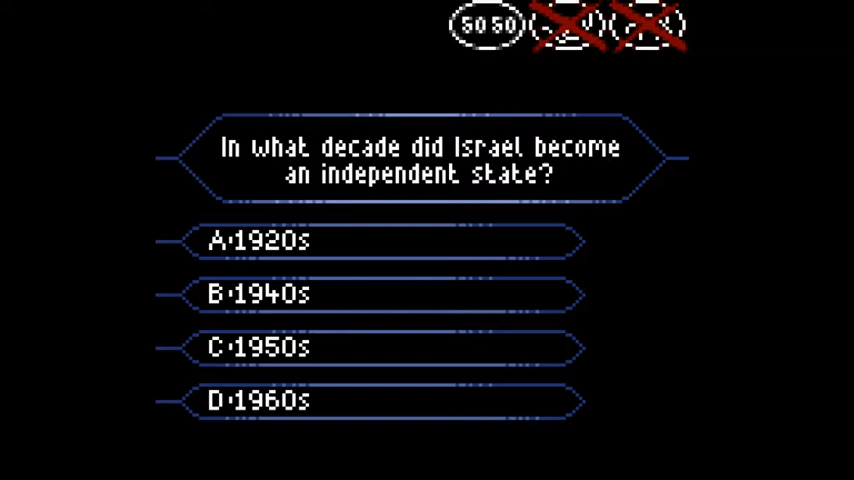 50 50
In what decade did Israel become
an independent state?
A·1920s
B·1940s
C·1950s
D·1960s